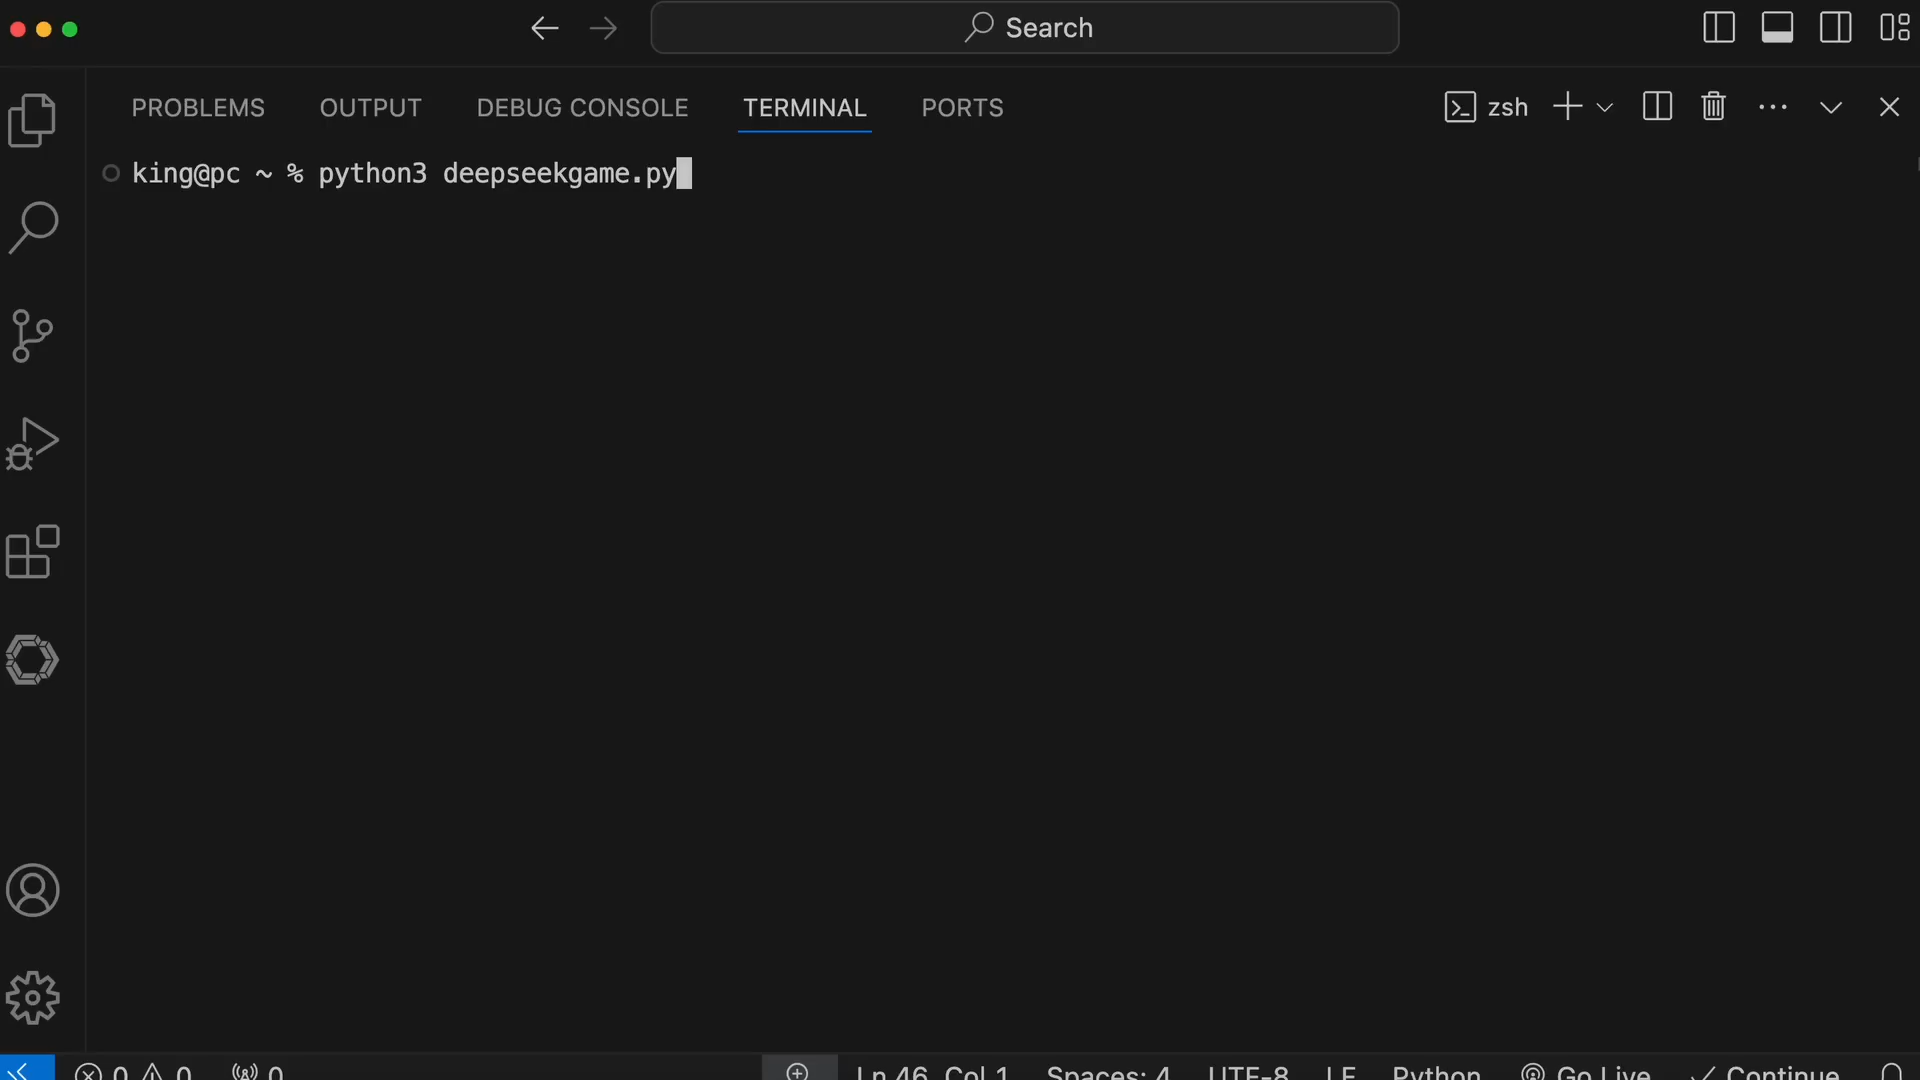 Search
PROBLEMS OUTPUT DEBUG CONSOLE TERMINAL PORTS zsh
king@pc ~ % python3 deepseekgame.py
0 0 0 Ln 46, Col 1 Spaces: 4 UTF-8 LF Python Go Live Continue